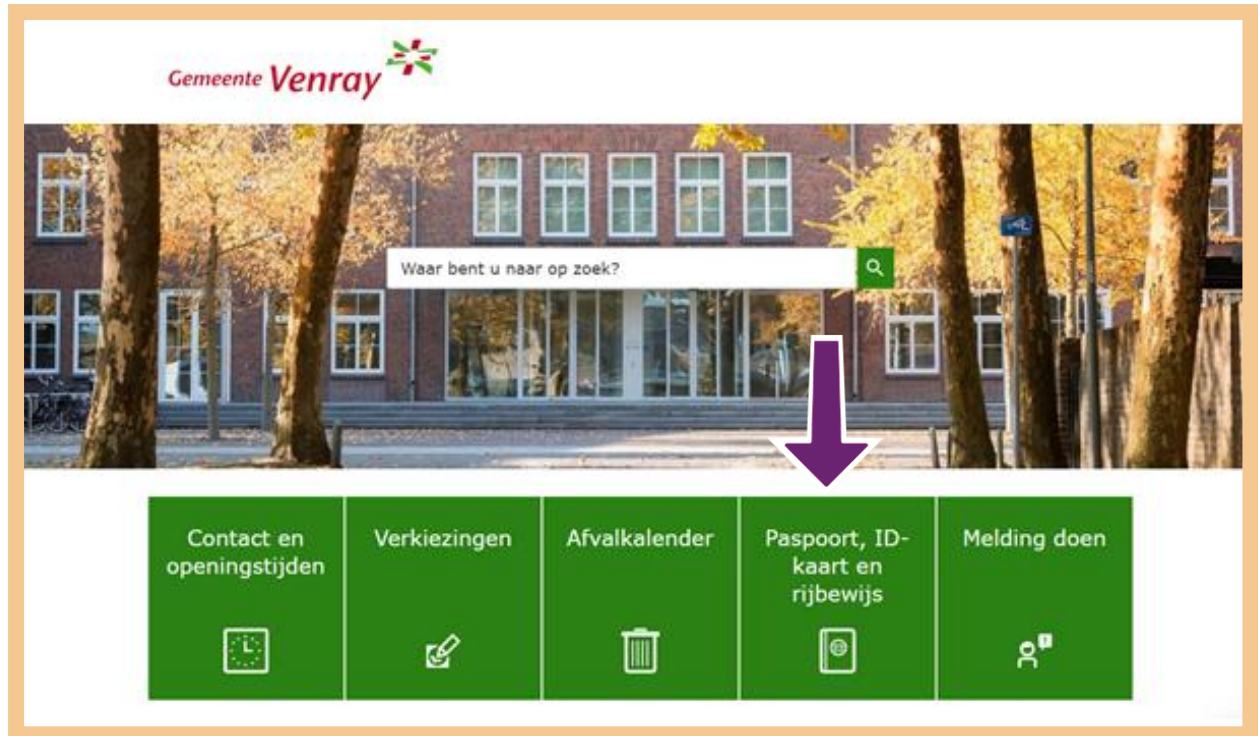 Gemeente Venray
Waar bent u naar op zoek?
Contact en
openingstijden
Verkiezingen
Afvalkalender
Paspoort, ID-
kaart en
rijbewijs
Melding doen